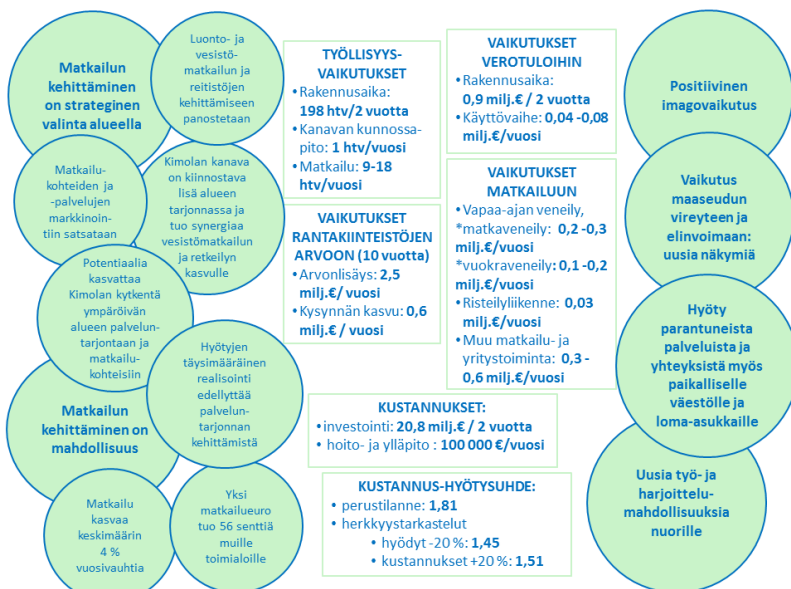 Matkailun
kehittäminen
on strateginen
valinta alueella
Luonto- ja
vesistö-
matkailun ja
reitistöjen
kehittämiseen
panostetaan
Matkailu-
kohteiden ja
-palvelujen
markkinoin-
tiin satsataan
Kimolan kanava
on kiinnostava
lisä alueen
tarjonnassa ja
tuo synergiaa
vesistömatkailun
ja retkeilyn
kasvulle
Potentiaalia
kasvattaa
Kimolan kytkentä
ympäröivän
alueen palvelun-
tarjontaan ja
matkailu-
kohteisiin
Hyötyjen
täysimääräinen
realisointi
edellyttää
palvelun-
tarjonnan
kehittämistä
Matkailun
kehittäminen on
mahdollisuus
Matkailu
kasvaa
keskimäärin
4 %
vuosivauhtia
Yksi
matkailueuro
tuo 56 senttiä
muille
toimialoille
TYÖLLISYYS-
VAIKUTUKSET
•Rakennusaika:
198 htv/2 vuotta
•Kanavan kunnossa-
pito: 1 htv/vuosi
•Matkailu: 9-18
htv/vuosi
VAIKUTUKSET
RANTAKIINTEISTÖJEN
ARVOON (10 vuotta)
•Arvonlisäys: 2,5
milj.€/ vuosi
•Kysynnän kasvu: 0,6
milj.€ / vuosi
VAIKUTUKSET
VEROTULOIHIN
•Rakennusaika:
0,9 milj.€ / 2 vuotta
•Käyttövaihe: 0,04 -0,08
milj.€/vuosi
VAIKUTUKSET
MATKAILUUN
•Vapaa-ajan veneily,
*matkaveneily: 0,2 -0,3
milj.€/vuosi
*vuokraveneily: 0,1 -0,2
milj.€/vuosi
•Risteilyliikenne: 0,03
milj.€/vuosi
•Muu matkailu- ja
yritystoiminta: 0,3 -
0,6 milj.€/vuosi
KUSTANNUKSET:
•investointi: 20,8 milj.€ / 2 vuotta
• hoito- ja ylläpito : 100 000 €/vuosi
KUSTANNUS-HYÖTYSUHDE:
• perustilanne: 1,81
• herkkyystarkastelut
• hyödyt -20 %: 1,45
• kustannukset +20 %: 1,51
Positiivinen
imagovaikutus
Vaikutus
maaseudun
vireyteen ja
elinvoimaan:
uusia näkymiä
Hyöty
parantuneista
palveluista ja
yhteyksistä myös
paikalliselle
väestölle ja
loma-asukkaille
Uusia työ- ja
harjoittelu-
mahdollisuuksia
nuorille